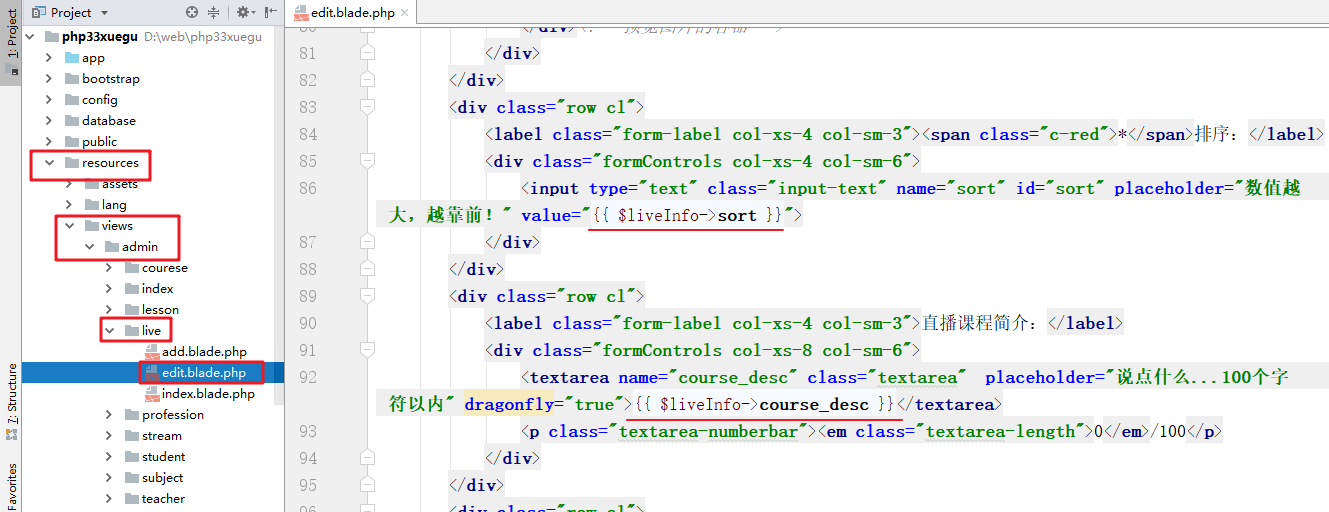 1: Project
7: Structure
Favorites
Project
php33xuegu D:\web\php33xuegu
app
bootstrap
config
database
public
resources
assets
lang
views
admin
courese
index
lesson
live
add.blade.php
edit.blade.php
index.blade.php
profession
stream
student
subject
teacher
edit.blade.php
81 </div>
82 </div>
83 <div class="row cl">
84 <label class="form-label col-xs-4 col-sm-3"><span class="c-red">*</span>排序：</label>
85 <div class="formControls col-xs-4 col-sm-6">
86 <input type="text" class="input-text" name="sort" id="sort" placeholder="数值越
大，越靠前！" value="{{ $liveInfo->sort }}">
87 </div>
88 </div>
89 <div class="row cl">
90 <label class="form-label col-xs-4 col-sm-3">直播课程简介：</label>
91 <div class="formControls col-xs-8 col-sm-6">
92 <textarea name="course_desc" class="textarea"  placeholder="说点什么...100个字
符以内" dragonfly="true">{{ $liveInfo->course_desc }}</textarea>
93 <p class="textarea-numberbar"><em class="textarea-length">0</em>/100</p>
94 </div>
95 </div>
96 <div class="row cl">